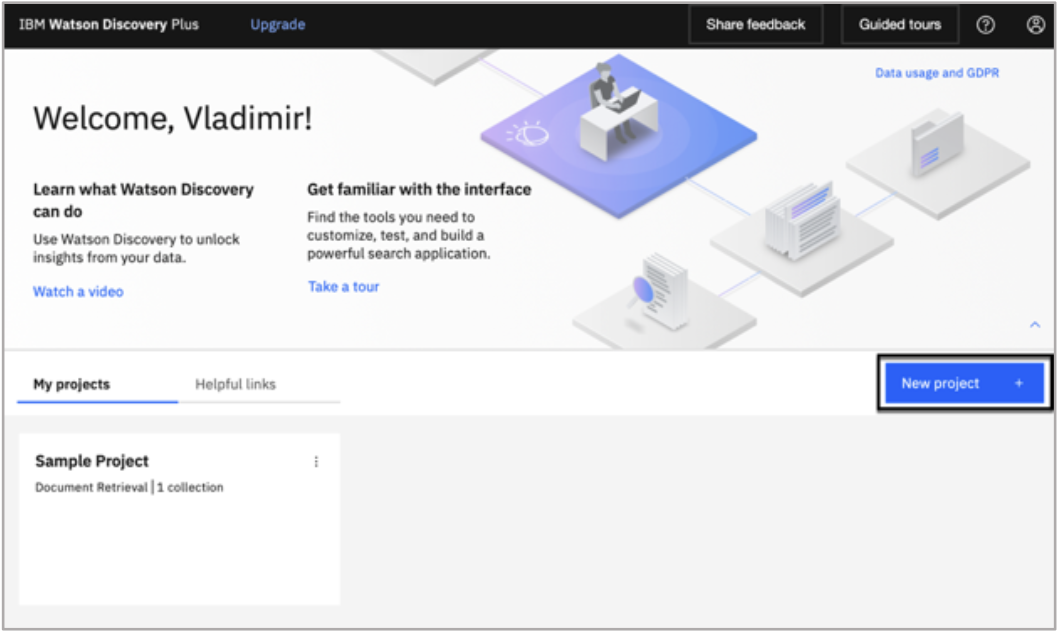 IBM Watson Discovery Plus
Upgrade
Share feedback
Guided tours
Data usage and GDPR
Welcome, Vladimir!
Learn what Watson Discovery
can do
Use Watson Discovery to unlock
insights from your data.
Watch a video
Get familiar with the interface
Find the tools you need to
customize, test, and build a
powerful search application.
Take a tour
My projects
Helpful links
New project +
Sample Project
Document Retrieval | 1 collection